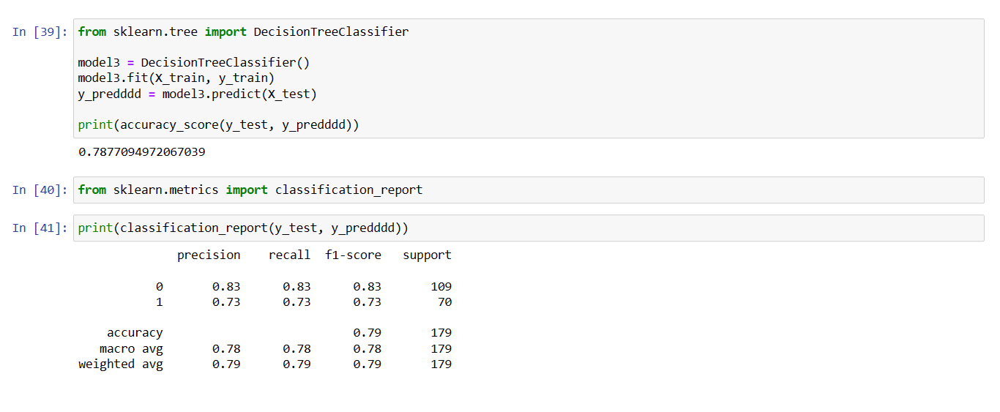 In [39]: from sklearn.tree import DecisionTreeClassifier
model3 = DecisionTreeClassifier()
model3.fit(X_train, y_train)
y_predddd = model3.predict(X_test)
print(accuracy_score(y_test, y_predddd))
0.7877094972067039
In [40]: from sklearn.metrics import classification_report
In [41]: print(classification_report(y_test, y_predddd))
precision recall f1-score support
0 0.83 0.83 0.83 109
1 0.73 0.73 0.73 70
accuracy 0.79 179
macro avg 0.78 0.78 0.78 179
weighted avg 0.79 0.79 0.79 179